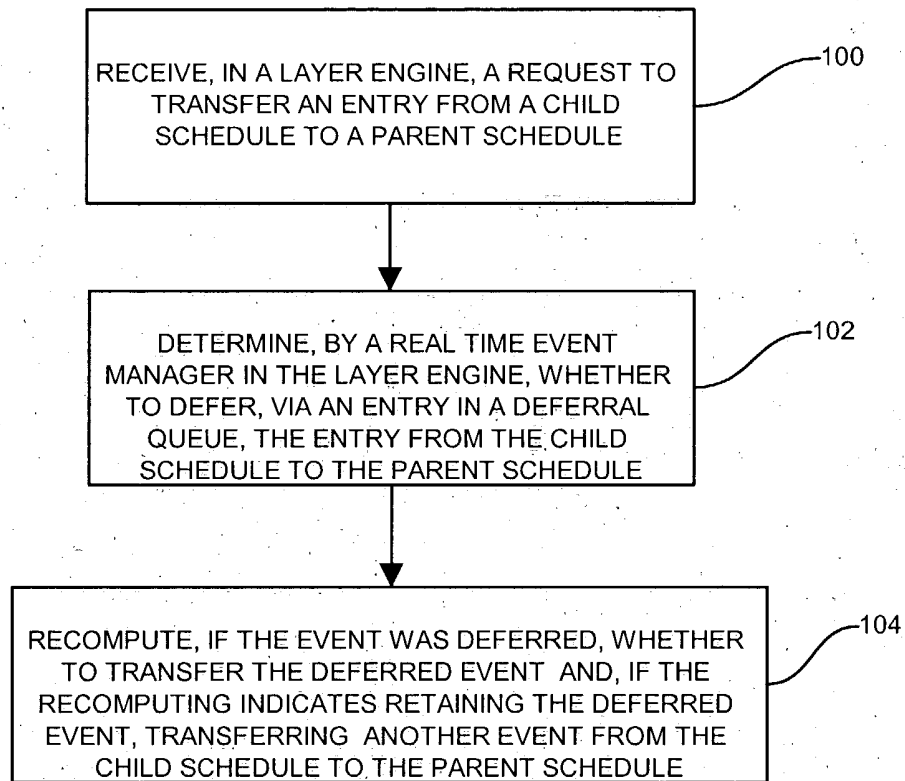 RECEIVE, IN A LAYER ENGINE, A REQUEST TO
TRANSFER AN ENTRY FROM A CHILD
SCHEDULE TO A PARENT SCHEDULE
100
DETERMINE, BY A REAL TIME EVENT
MANAGER IN THE LAYER ENGINE, WHETHER
TO DEFER, VIA AN ENTRY IN A DEFERRAL
QUEUE, THE ENTRY FROM THE CHILD
SCHEDULE TO THE PARENT SCHEDULE
102
RECOMPUTE, IF THE EVENT WAS DEFERRED, WHETHER
TO TRANSFER THE DEFERRED EVENT AND, IF THE
RECOMPUTING INDICATES RETAINING THE DEFERRED
EVENT, TRANSFERRING ANOTHER EVENT FROM THE
CHILD SCHEDULE TO THE PARENT SCHEDULE
104